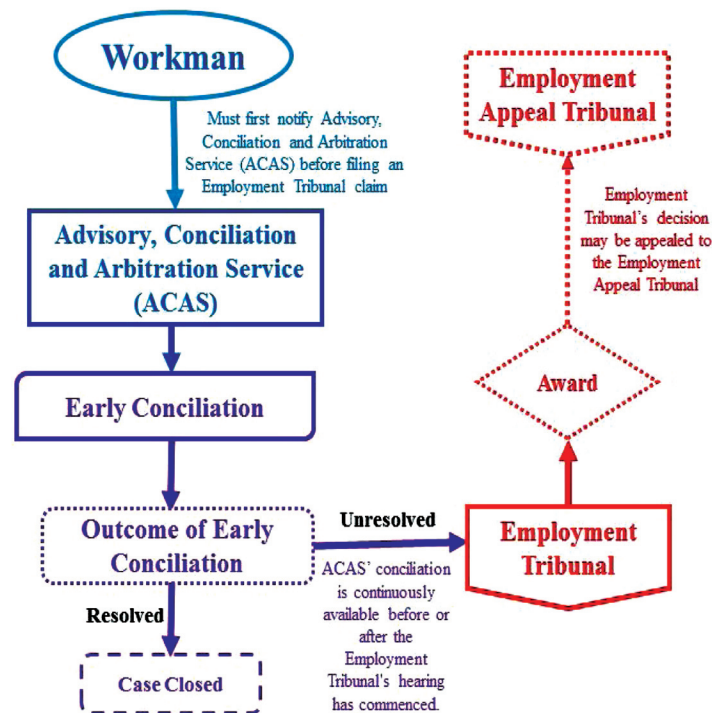 Workman
Must first notify Advisory,
Conciliation and Arbitration
Service (ACAS) before filing an
Employment Tribunal claim
Advisory, Conciliation
and Arbitration Service
(ACAS)
Early Conciliation
Outcome of Early
Conciliation
Resolved
Case Closed
Unresolved
ACAS' conciliation
is continuously
available before or
after the
Employment
Tribunal's hearing
has commenced.
Employment
Tribunal
Award
Employment
Tribunal's decision
may be appealed to
the Employment
Appeal Tribunal
Employment
Appeal Tribunal